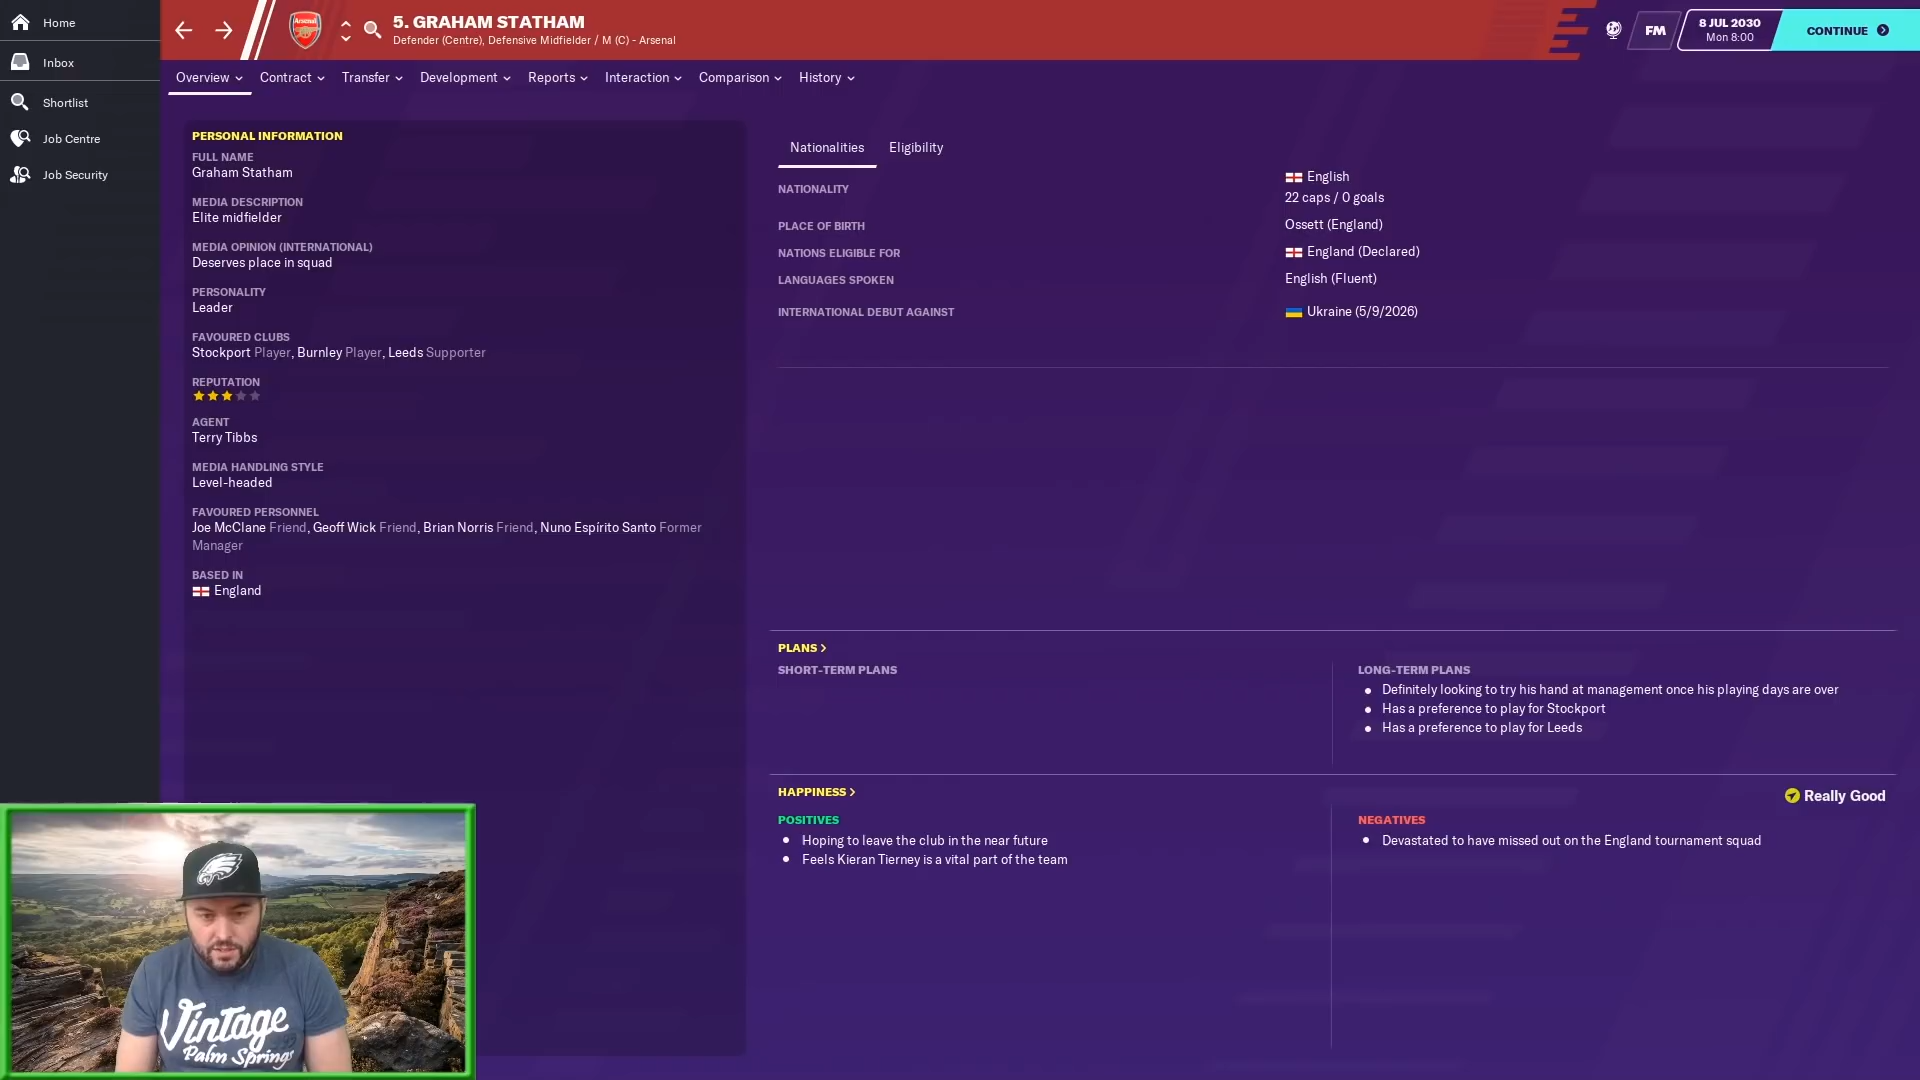 Home
Inbox
Shortlist
Job Centre
Job Security
Arsenal
5. GRAHAM STATHAM
Defender (Centre), Defensive Midfielder / M (C) - Arsenal
FM
8 JUL 2030
Mon 8:00
CONTINUE
Overview
Contract
Transfer
Development
Reports
Interaction
Comparison
History
PERSONAL INFORMATION
FULL NAME
Graham Statham
MEDIA DESCRIPTION
Elite midfielder
MEDIA OPINION (INTERNATIONAL)
Deserves place in squad
PERSONALITY
Leader
FAVOURED CLUBS
Stockport Player, Burnley Player, Leeds Supporter
REPUTATION
AGENT
Terry Tibbs
MEDIA HANDLING STYLE
Level-headed
FAVOURED PERSONNEL
Joe McClane Friend, Geoff Wick Friend, Brian Norris Friend, Nuno Espírito Santo Former
Manager
BASED IN
England
Nationalities
Eligibility
NATIONALITY
English
22 caps / 0 goals
PLACE OF BIRTH
Ossett (England)
NATIONS ELIGIBLE FOR
England (Declared)
LANGUAGES SPOKEN
English (Fluent)
INTERNATIONAL DEBUT AGAINST
Ukraine (5/9/2026)
PLANS >
SHORT-TERM PLANS
LONG-TERM PLANS
Definitely looking to try his hand at management once his playing days are over
Has a preference to play for Stockport
Has a preference to play for Leeds
HAPPINESS >
Really Good
POSITIVES
Hoping to leave the club in the near future
Feels Kieran Tierney is a vital part of the team
NEGATIVES
Devastated to have missed out on the England tournament squad
Vintage
Palm Springs